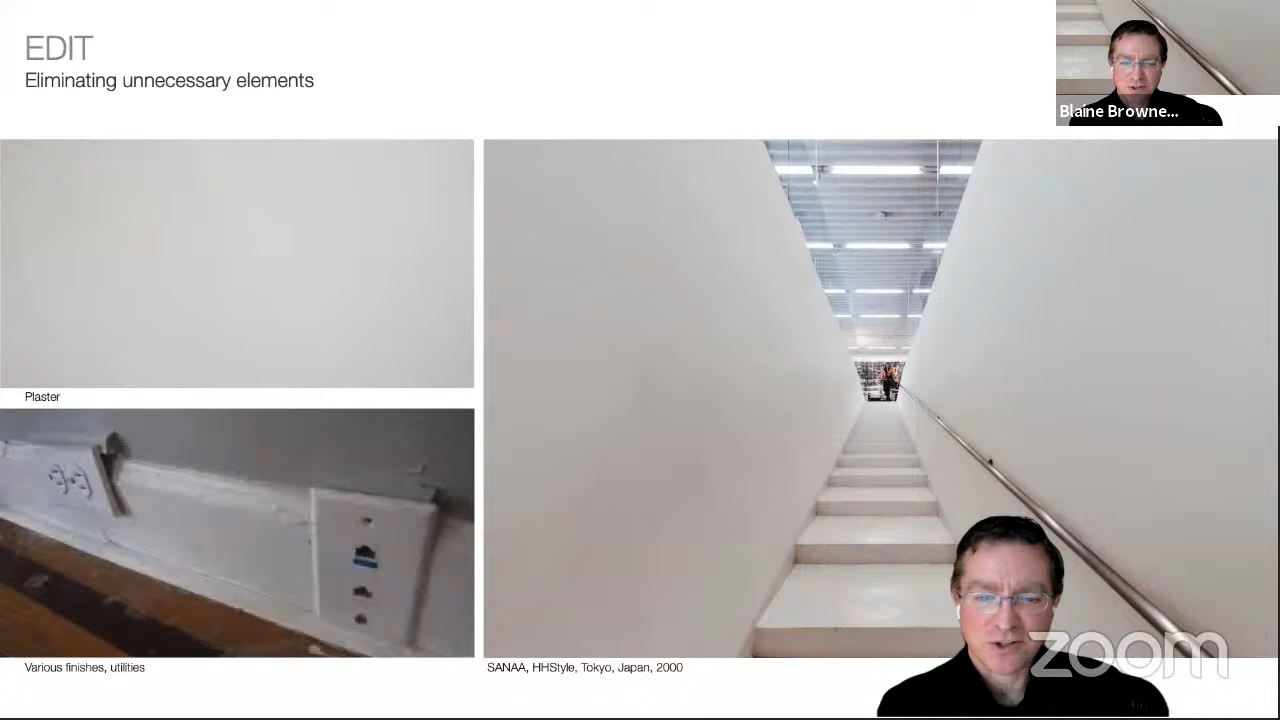 EDIT
Eliminating unnecessary elements
Blaine Browne...
Plaster
Various finishes, utilities
SANAA, HHStyle, Tokyo, Japan, 2000
zoom